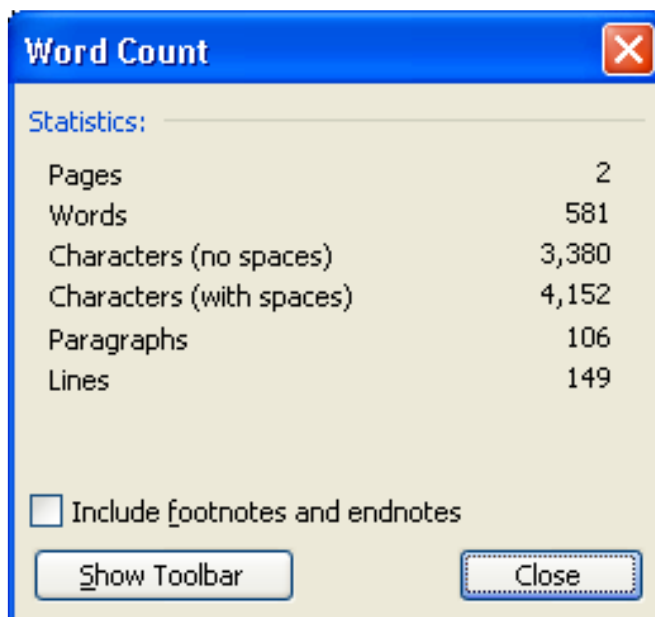 Word Count
Statistics:
Pages 2
Words 581
Characters (no spaces) 3,380
Characters (with spaces) 4,152
Paragraphs 106
Lines 149
Include footnotes and endnotes
Show Toolbar Close